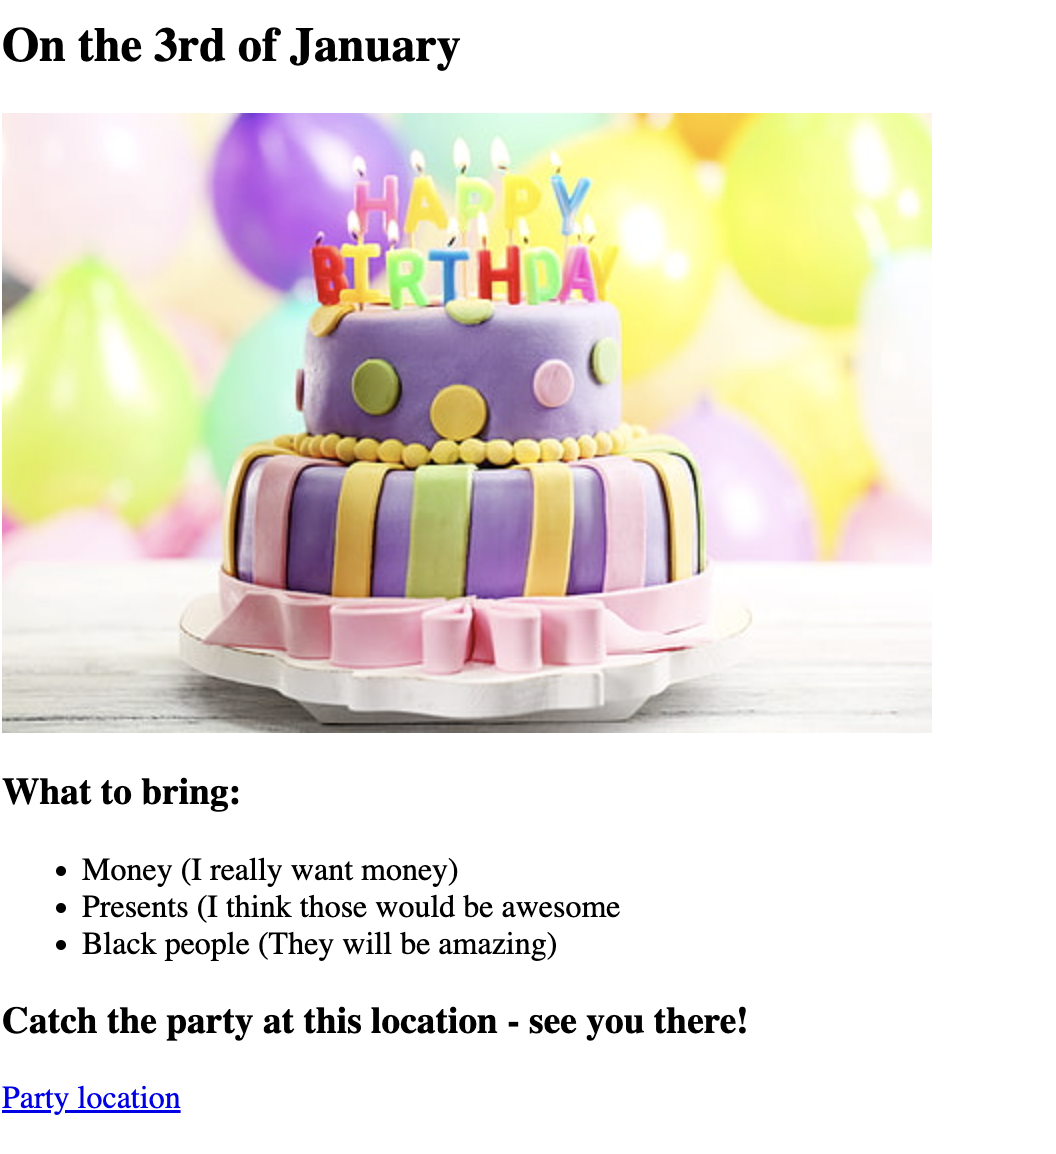 On the 3rd of January
HAPPY
BIRTHDAY
What to bring:
• Money (I really want money)
• Presents (I think those would be awesome
• Black people (They will be amazing)
Catch the party at this location - see you there!
Party location